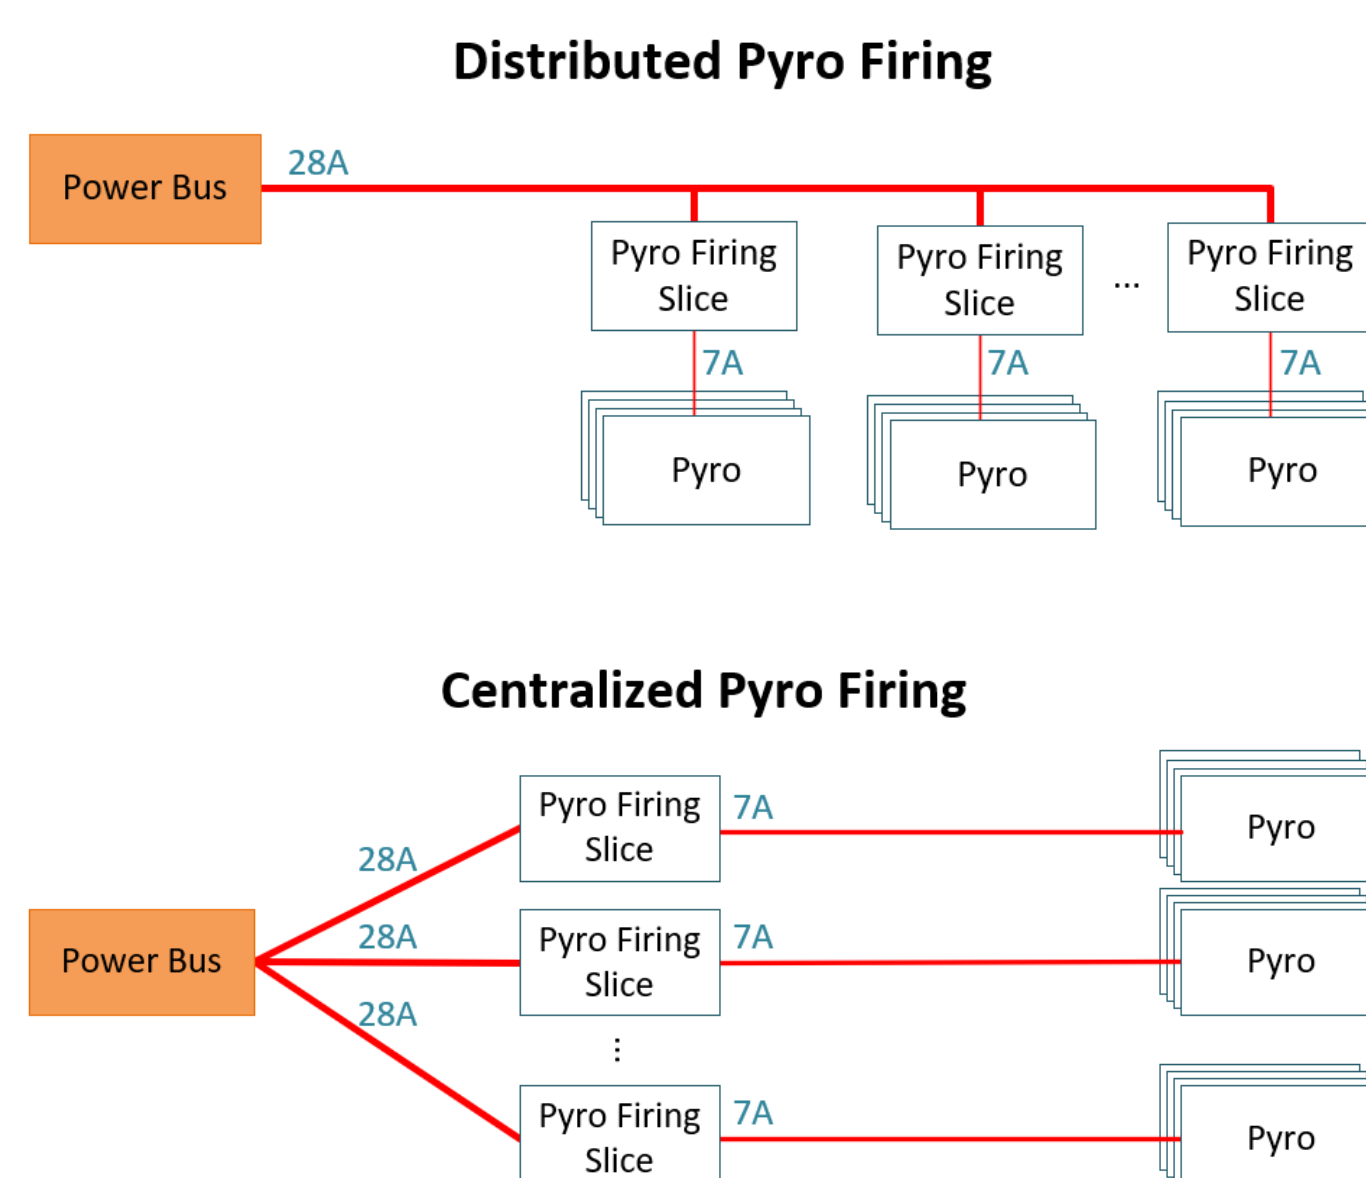 Distributed Pyro Firing
28A
Power Bus
Pyro Firing
Slice
Pyro Firing
Slice
...
Pyro Firing
Slice
7A
7A
7A
Pyro
Pyro
Pyro
Centralized Pyro Firing
Pyro Firing
Slice
7A
Pyro
28A
28A
Pyro Firing
Slice
7A
Pyro
Power Bus
28A
...
Pyro Firing
Slice
7A
Pyro